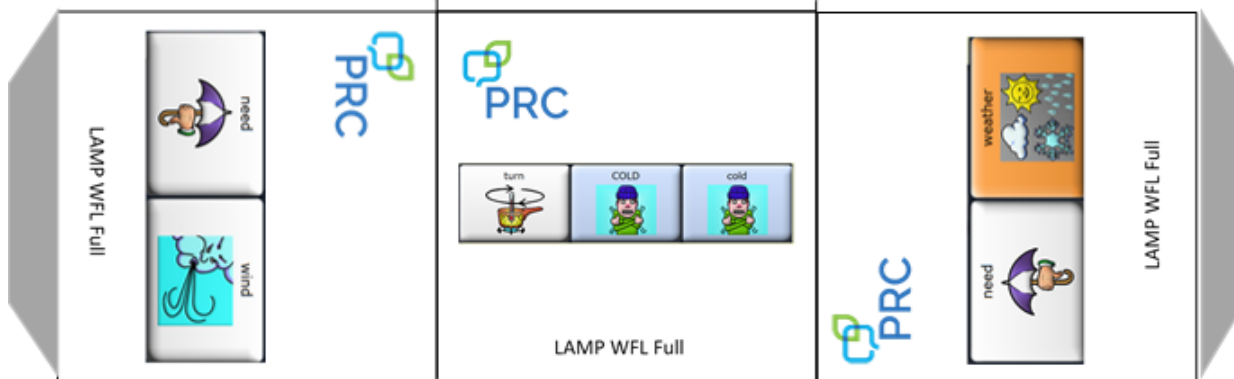 PRC
need
wind
LAMP WFL Full
PRC
turn COLD cold
LAMP WFL Full
weather
need
PRC
LAMP WFL Full